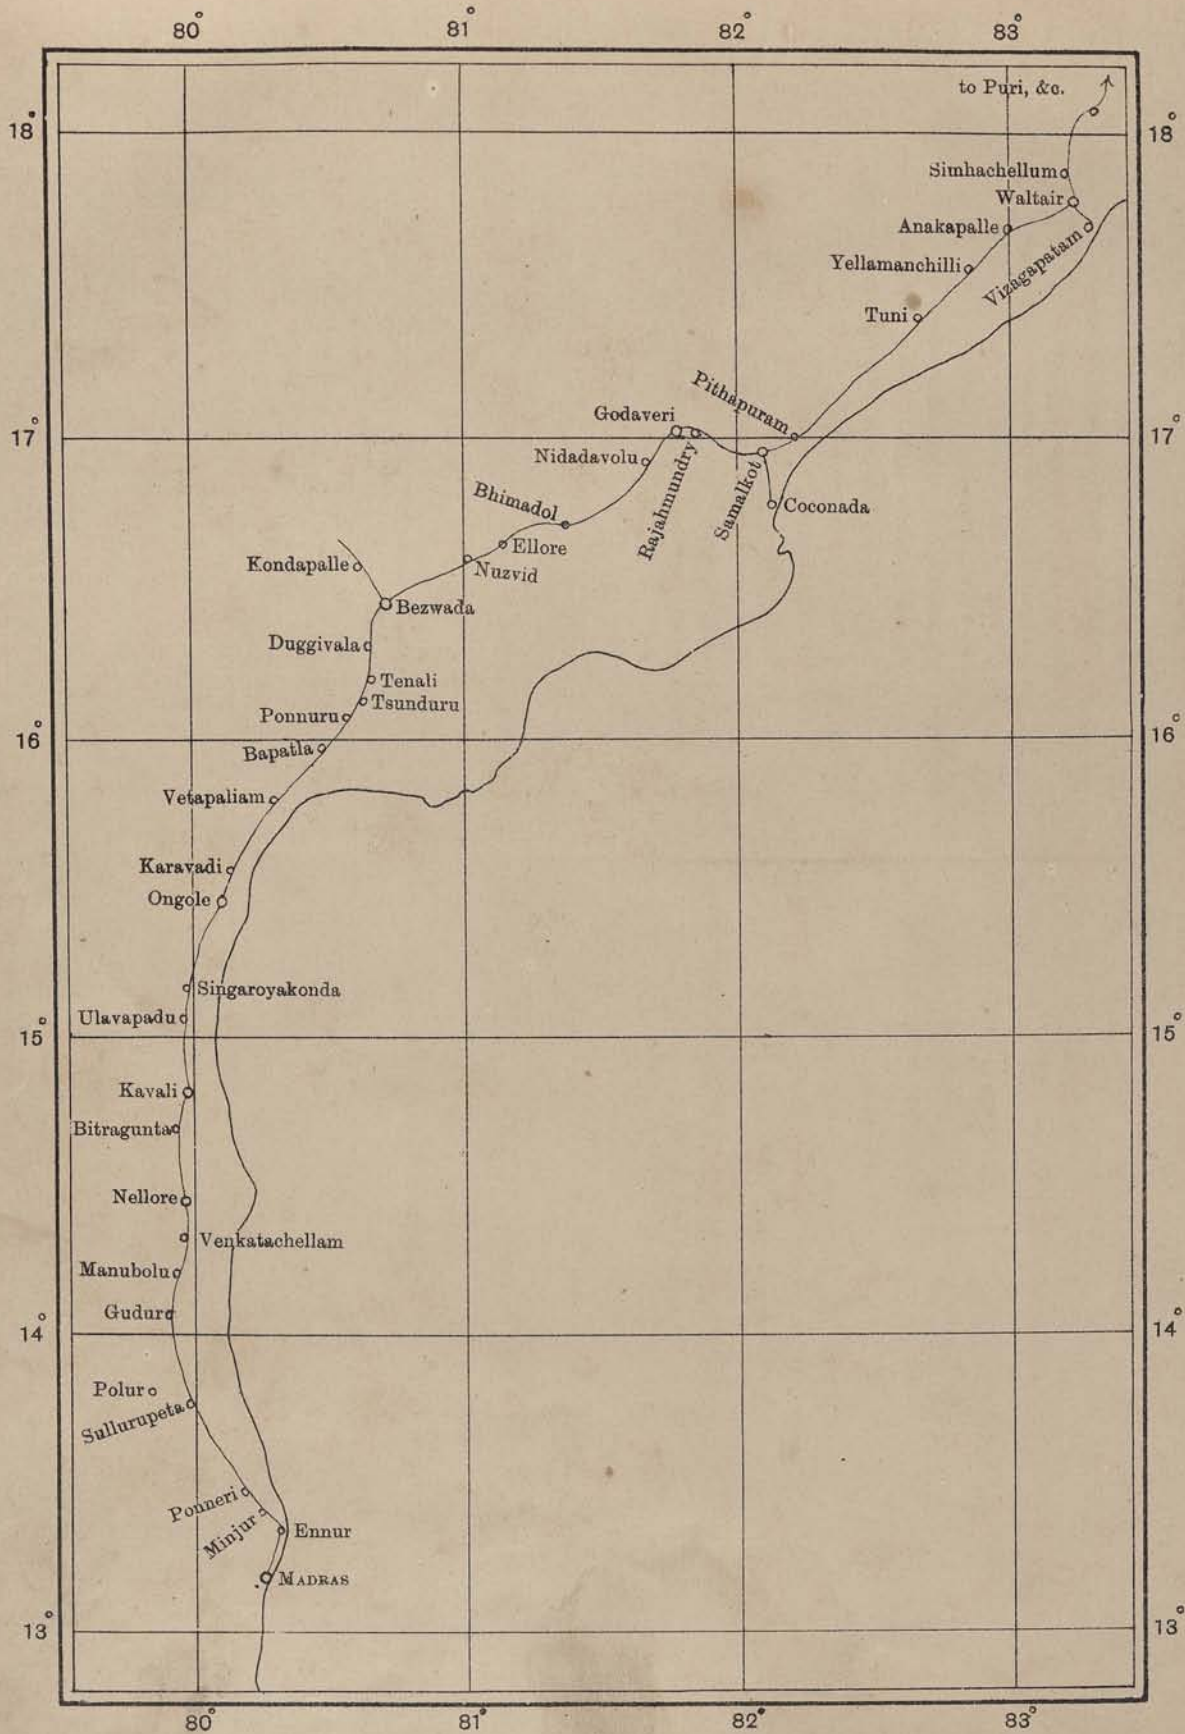 80° 81° 82° 83°
to Puri, &c.
18° 18°
Simhachellum
Waltair
Anakapalle
Vizagapatam
Yellamanchilli
Tuni
Pithapuram
Godaveri
17° 17°
Nidadavolu
Rajahmundry
Samalkot
Bhimadol
Coconada
Ellore
Kondapalle
Nuzvid
Bezwada
Duggivala
Tenali
Tsunduru
Ponnuru
16° 16°
Bapatla
Vetapaliam
Karavadi
Ongole
Singaroyakonda
Ulavapadu
15° 15°
Kavali
Bitragunta
Nellore
Venkatachellam
Manubolu
Gudur
14° 14°
Polur
Sullurupeta
Ponneri
Minjur
Ennur
MADRAS
13° 13°
80° 81° 82° 83°